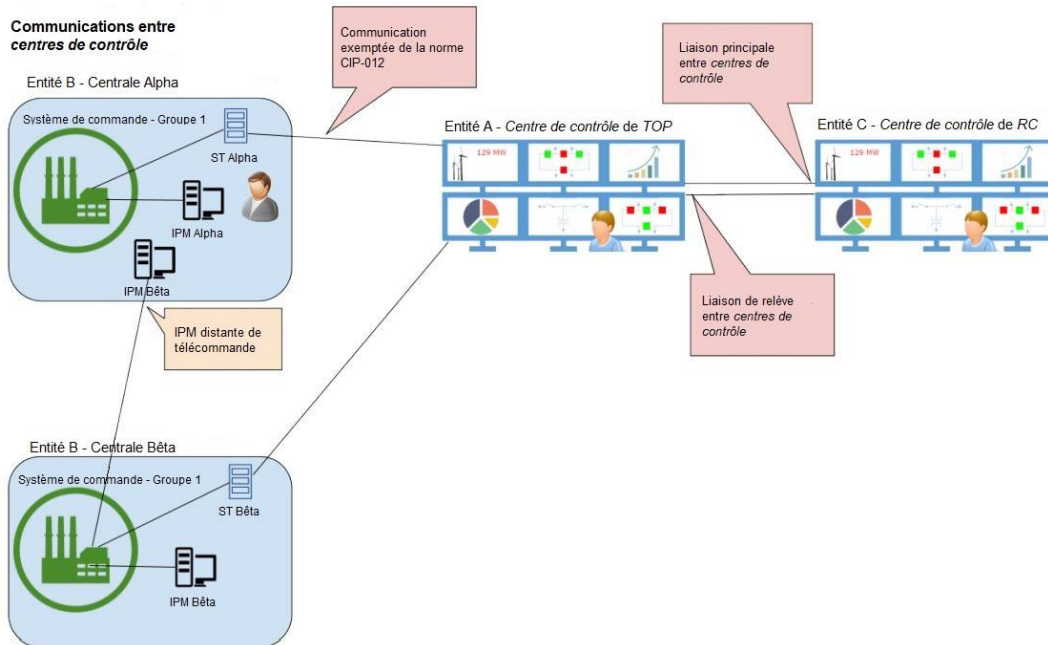 Communications entre
centres de contrôle
Communication
exemptée de la norme
CIP-012
Liaison principale
entre centres de
contrôle
Entité B - Centrale Alpha
Système de commande - Groupe 1
ST Alpha
IPM Alpha
IPM Bêta
Entité A - Centre de contrôle de TOP
129 MW
Entité C - Centre de contrôle de RC
129 MW
IPM distante de
télécommande
Liaison de relève
entre centres de
contrôle
Entité B - Centrale Bêta
Système de commande - Groupe 1
ST Bêta
IPM Bêta